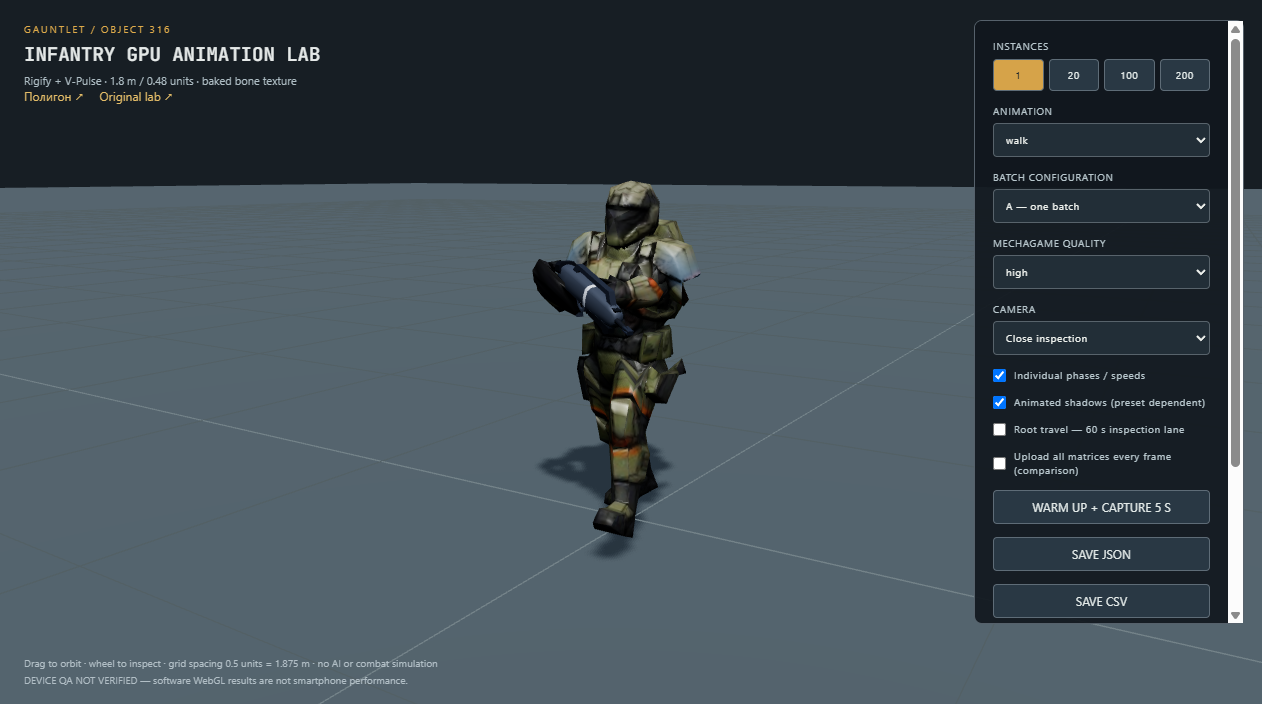 GAUNTLET / OBJECT 316
INFANTRY GPU ANIMATION LAB
Rigify + V-Pulse · 1.8 m / 0.48 units · baked bone texture
Полигон ↗ Original lab ↗
INSTANCES
1 20 100 200
ANIMATION
walk
BATCH CONFIGURATION
A — one batch
MECHAGAME QUALITY
high
CAMERA
Close inspection
Individual phases / speeds
Animated shadows (preset dependent)
Root travel — 60 s inspection lane
Upload all matrices every frame
(comparison)
WARM UP + CAPTURE 5 S
SAVE JSON
SAVE CSV
Drag to orbit · wheel to inspect · grid spacing 0.5 units = 1.875 m · no AI or combat simulation
DEVICE QA NOT VERIFIED — software WebGL results are not smartphone performance.